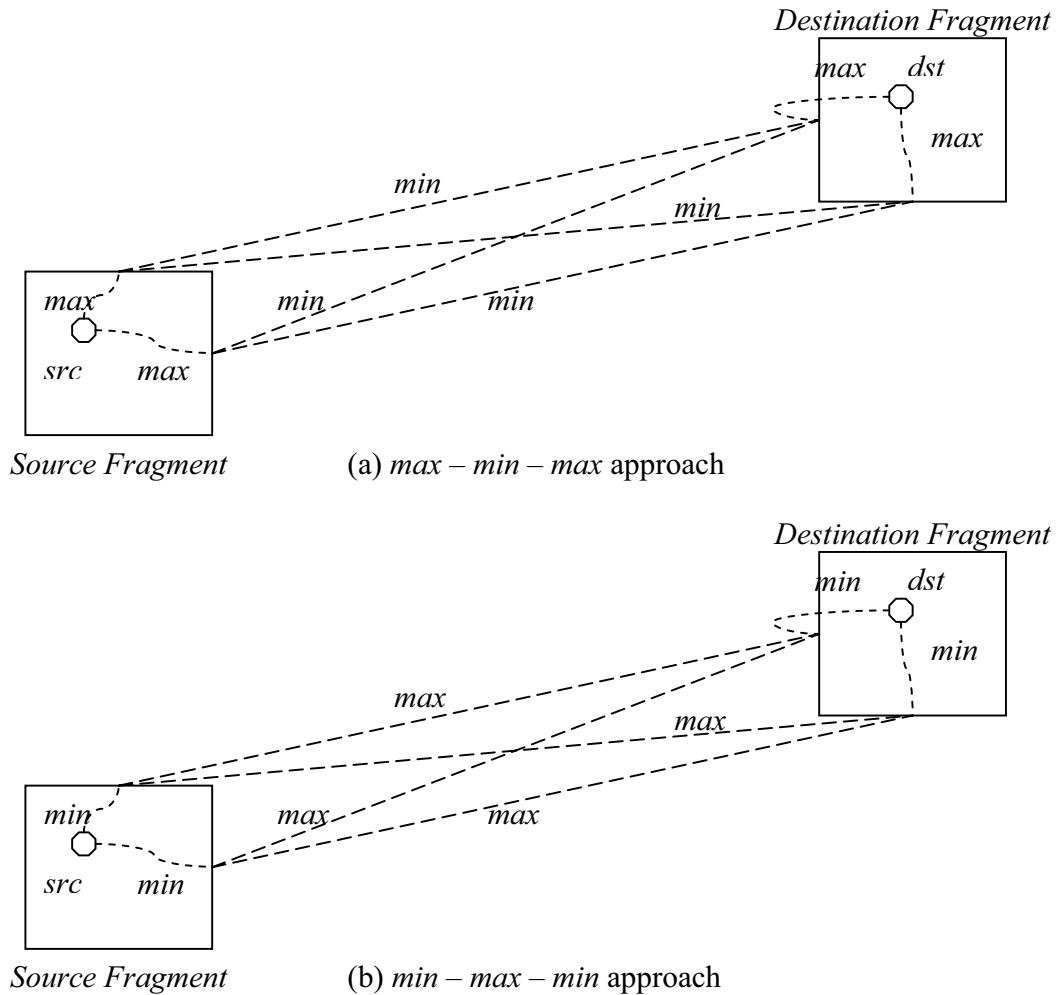 Destination Fragment
max dst
max
min
min
max
min
min
src max
Source Fragment
(a) max – min – max approach
Destination Fragment
min dst
min
max
max
min
max
max
src min
Source Fragment
(b) min – max – min approach